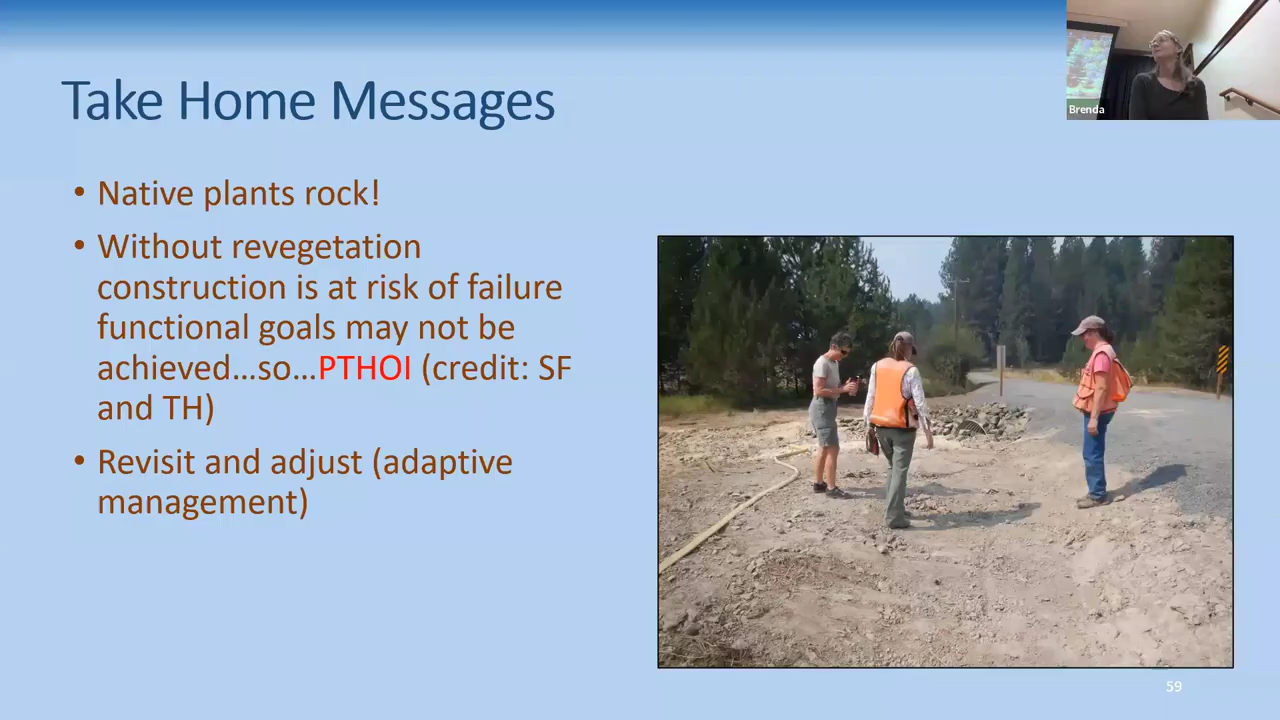 Brenda
Take Home Messages
• Native plants rock!
• Without revegetation
construction is at risk of failure
functional goals may not be
achieved...so...PTHOI (credit: SF
and TH)
• Revisit and adjust (adaptive
management)
59